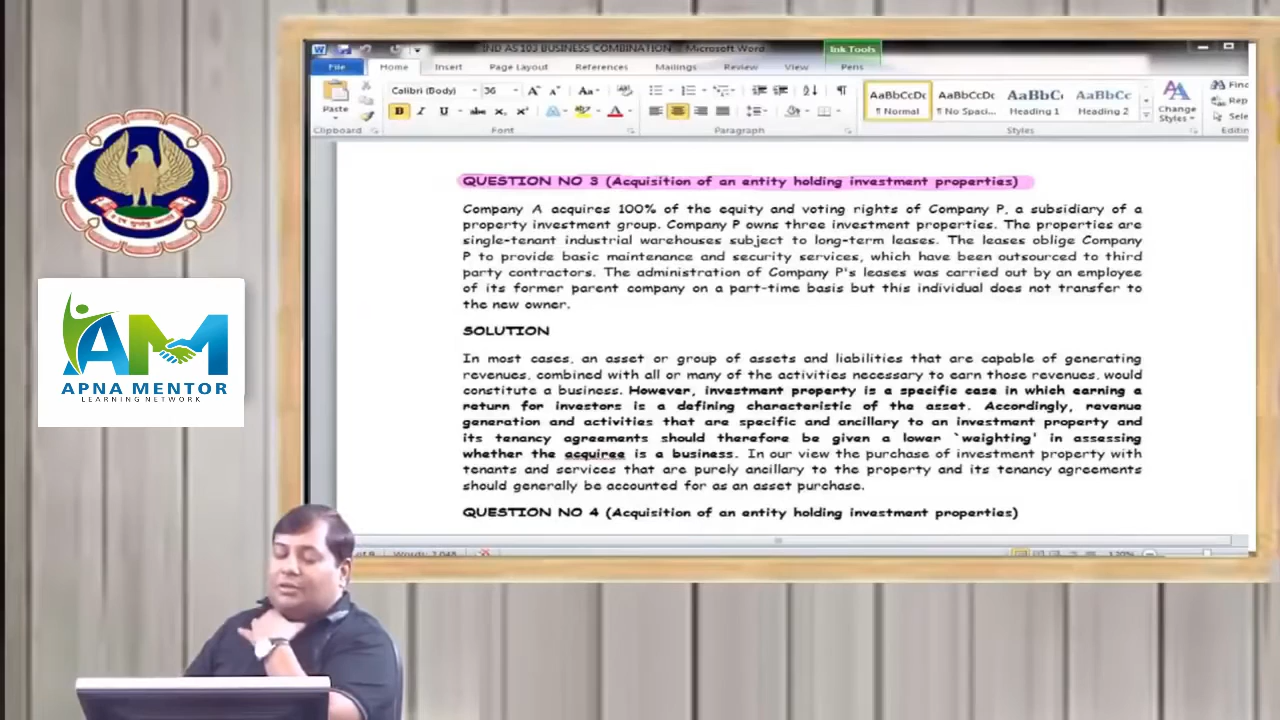 IND AS 103 BUSINESS COMBINATION - Microsoft Word
Ink Tools
File Home Insert Page Layout References Mailings Review View Pens
Calibri (Body) 36
AaBbCcDc AaBbCcDc AaBbCc AaBbCc
Paste
¶ Normal ¶ No Spaci... Heading 1 Heading 2
Change Styles
Find
Rep
Sele
Clipboard Font Paragraph Styles Editin
QUESTION NO 3 (Acquisition of an entity holding investment properties)
Company A acquires 100% of the equity and voting rights of Company P, a subsidiary of a
property investment group. Company P owns three investment properties. The properties are
single-tenant industrial warehouses subject to long-term leases. The leases oblige Company
P to provide basic maintenance and security services, which have been outsourced to third
party contractors. The administration of Company P's leases was carried out by an employee
of its former parent company on a part-time basis but this individual does not transfer to
the new owner.
SOLUTION
In most cases, an asset or group of assets and liabilities that are capable of generating
revenues, combined with all or many of the activities necessary to earn those revenues, would
constitute a business. However, investment property is a specific case in which earning a
return for investors is a defining characteristic of the asset. Accordingly, revenue
generation and activities that are specific and ancillary to an investment property and
its tenancy agreements should therefore be given a lower `weighting' in assessing
whether the acquiree is a business. In our view the purchase of investment property with
tenants and services that are purely ancillary to the property and its tenancy agreements
should generally be accounted for as an asset purchase.
QUESTION NO 4 (Acquisition of an entity holding investment properties)
120%
AM
APNA MENTOR
LEARNING NETWORK